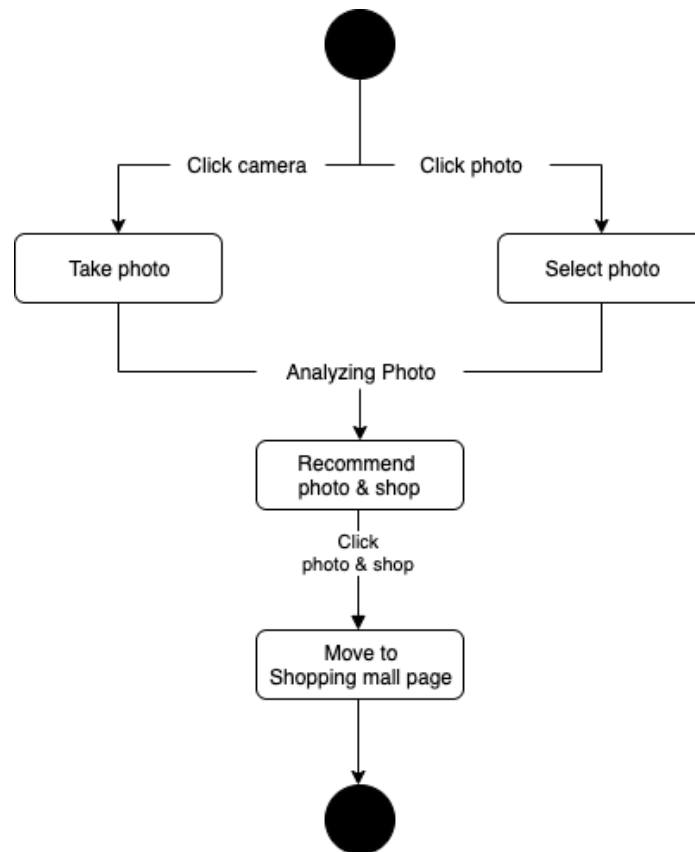 Click camera
Click photo
Take photo
Select photo
Analyzing Photo
Recommend
photo & shop
Click
photo & shop
Move to
Shopping mall page